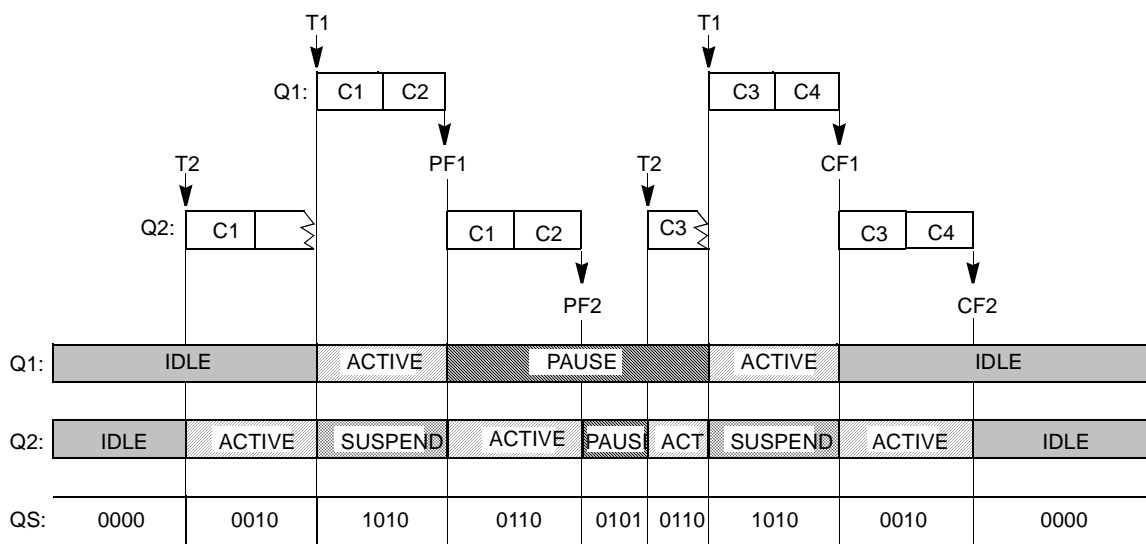 T1 T1
Q1: C1 C2 C3 C4
T2 PF1 T2 CF1
Q2: C1 C1 C2 C3 C3 C4
PF2 CF2
Q1: IDLE ACTIVE PAUSE ACTIVE IDLE
Q2: IDLE ACTIVE SUSPEND ACTIVE PAUSE ACT SUSPEND ACTIVE IDLE
QS: 0000 0010 1010 0110 0101 0110 1010 0010 0000